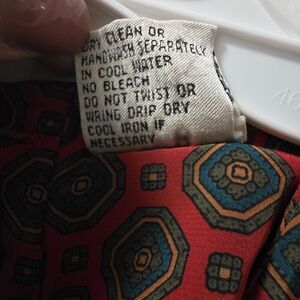 DRY CLEAN OR
HANDWASH SEPARATELY
IN COOL WATER
NO BLEACH
DO NOT TWIST OR
WRING DRIP DRY
COOL IRON IF
NECESSARY